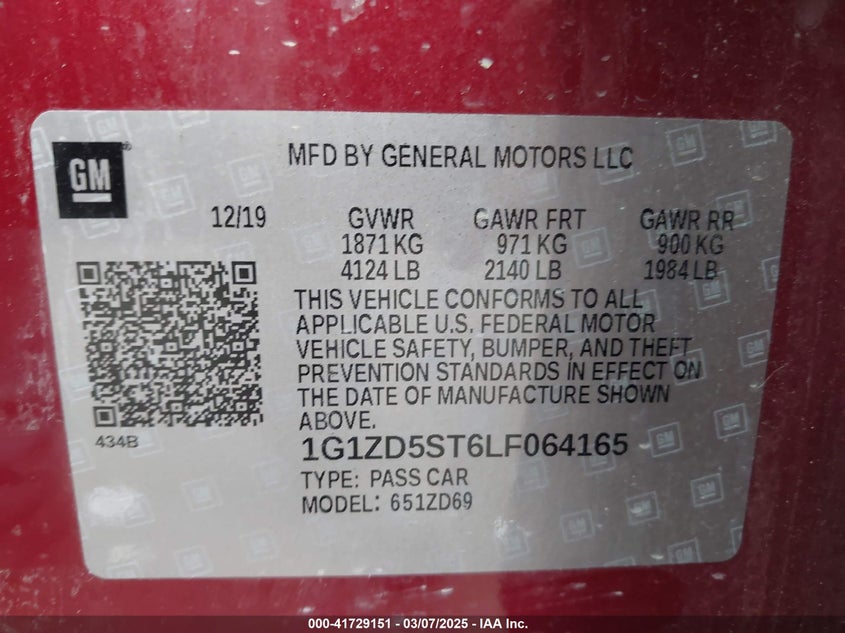 GM
MFD BY GENERAL MOTORS LLC
12/19 GVWR GAWR FRT GAWR RR
1871 KG 971 KG 900 KG
4124 LB 2140 LB 1984 LB
THIS VEHICLE CONFORMS TO ALL
APPLICABLE U.S. FEDERAL MOTOR
VEHICLE SAFETY, BUMPER, AND THEFT
PREVENTION STANDARDS IN EFFECT ON
THE DATE OF MANUFACTURE SHOWN
ABOVE.
434B
1G1ZD5ST6LF064165
TYPE: PASS CAR
MODEL: 651ZD69
000-41729151 - 03/07/2025 - IAA Inc.